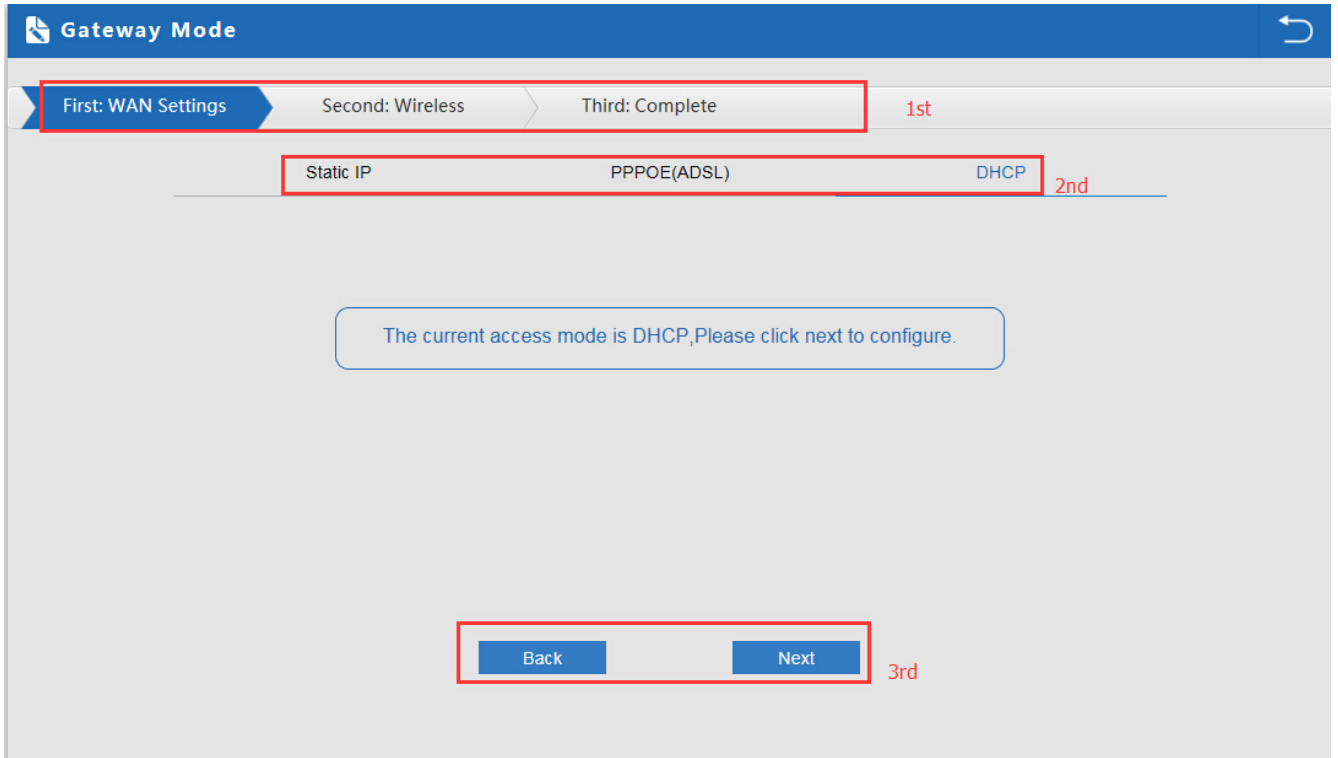 Gateway Mode
First: WAN Settings Second: Wireless Third: Complete 1st
Static IP PPPOE(ADSL) DHCP 2nd
The current access mode is DHCP,Please click next to configure.
Back Next 3rd